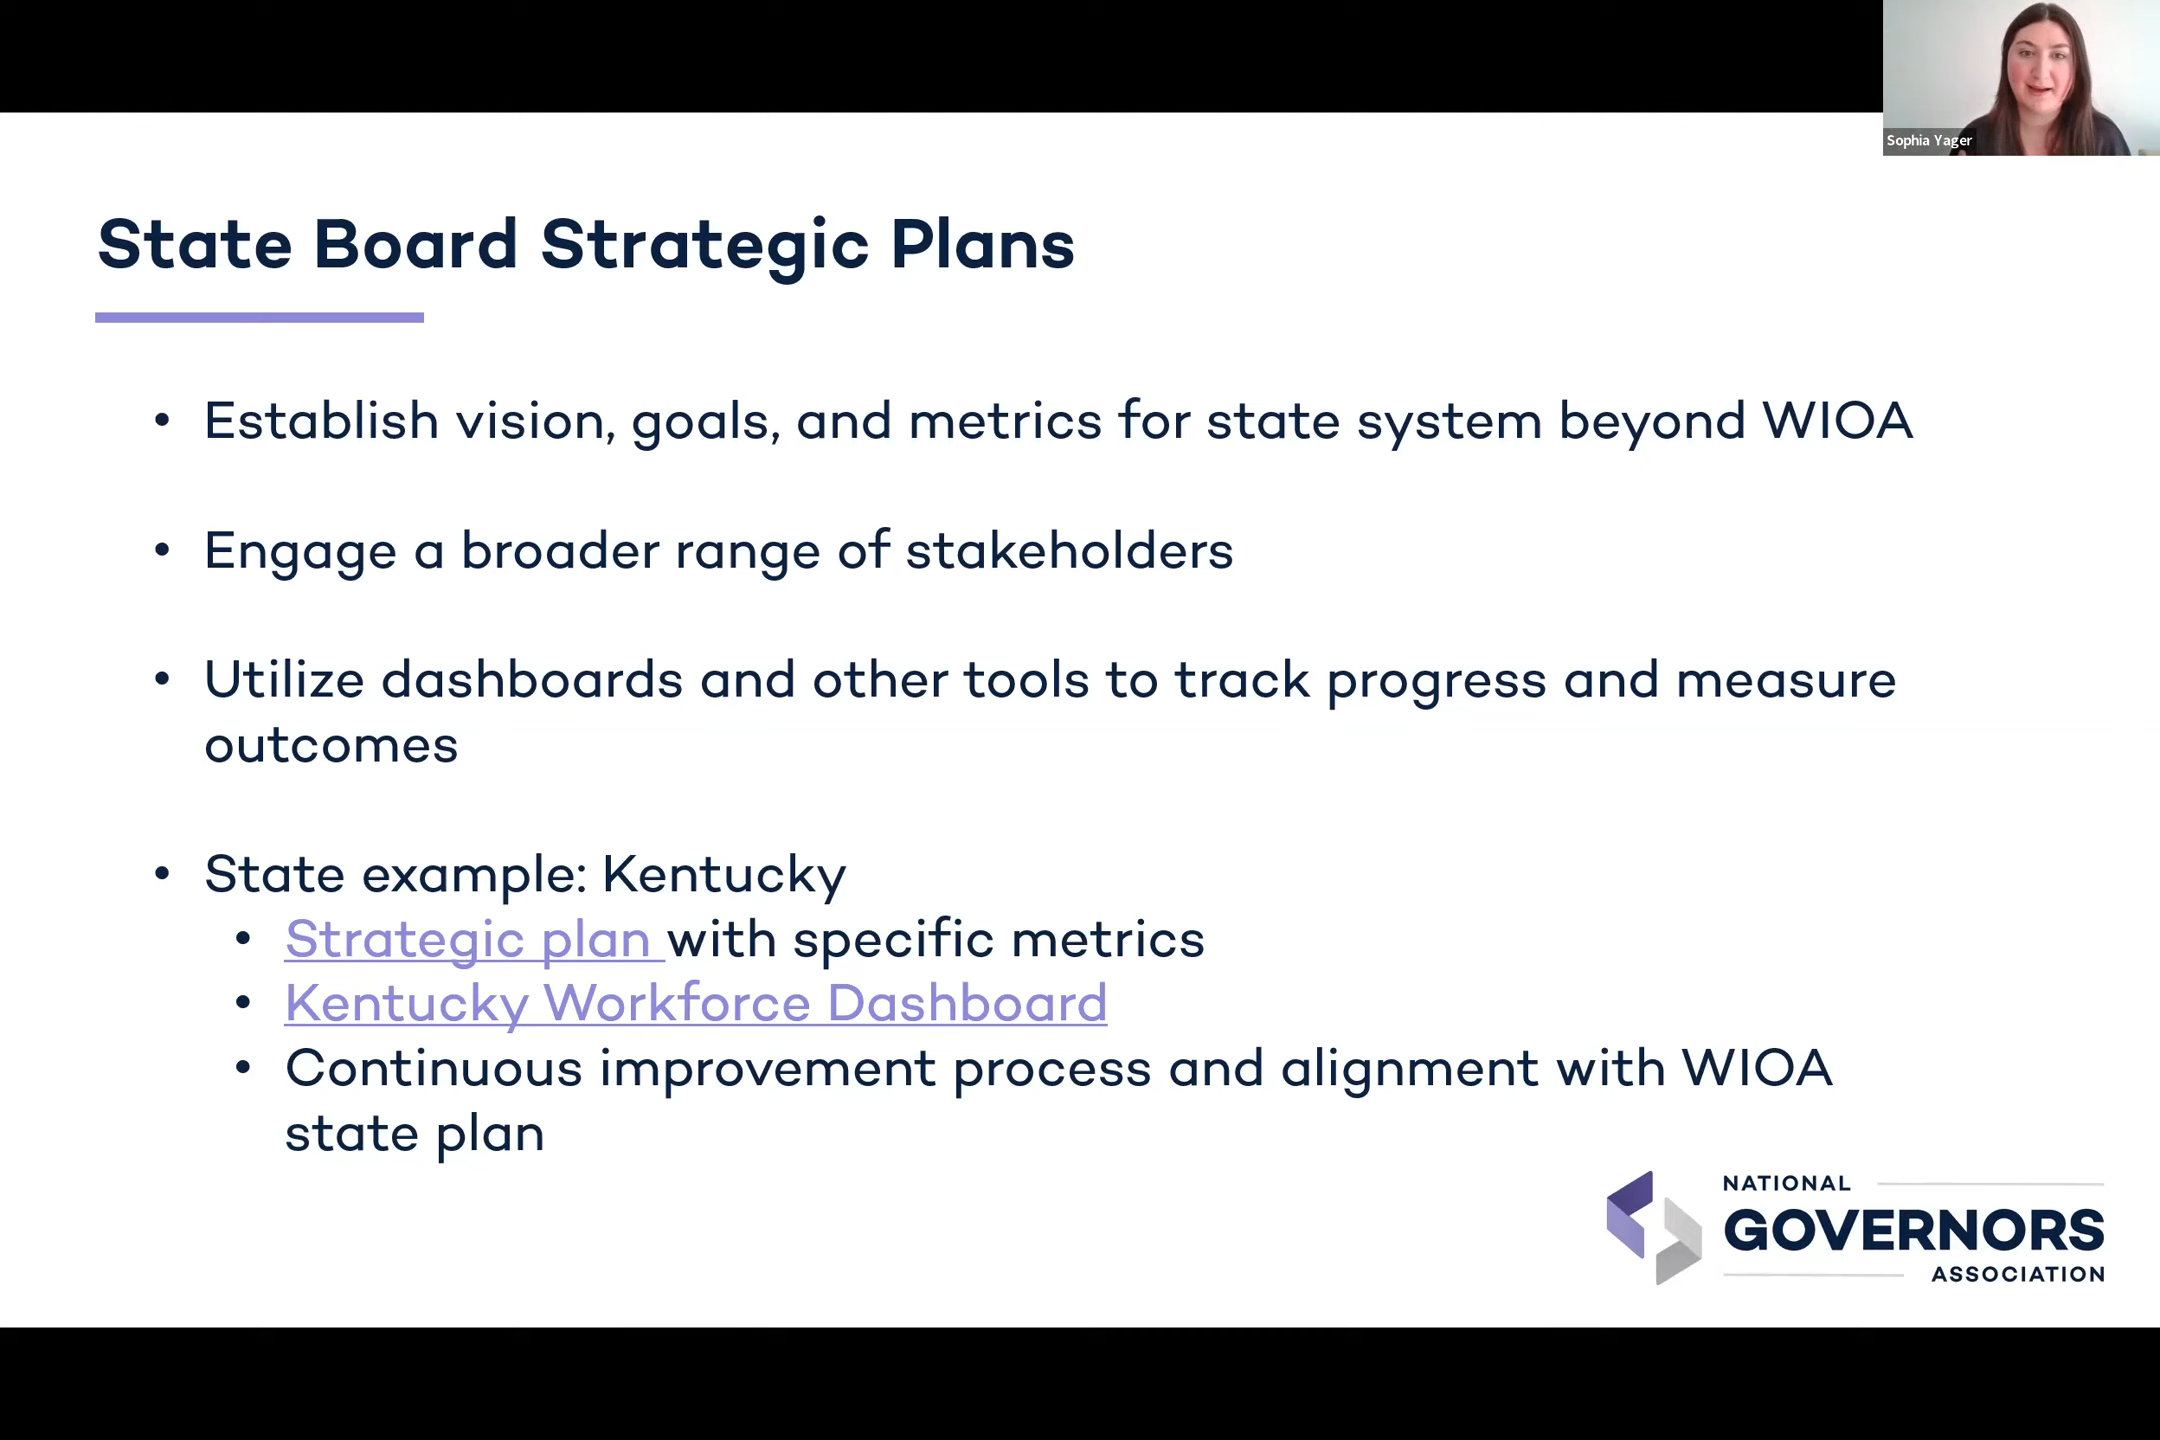 Sophia Yager
State Board Strategic Plans
• Establish vision, goals, and metrics for state system beyond WIOA
• Engage a broader range of stakeholders
• Utilize dashboards and other tools to track progress and measure
outcomes
• State example: Kentucky
• Strategic plan with specific metrics
• Kentucky Workforce Dashboard
• Continuous improvement process and alignment with WIOA
state plan
NATIONAL
GOVERNORS
ASSOCIATION